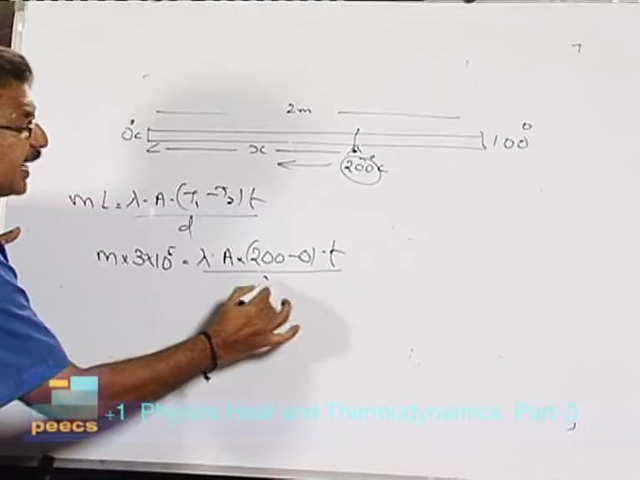 2m
0°c x 100°
200°c
mL = λ·A·(T₁-T₂)t
d
m×3×10⁵ = λ·A×(200-0)·t
+1 Physics Heat and Thermodynamics Part 3
peecs